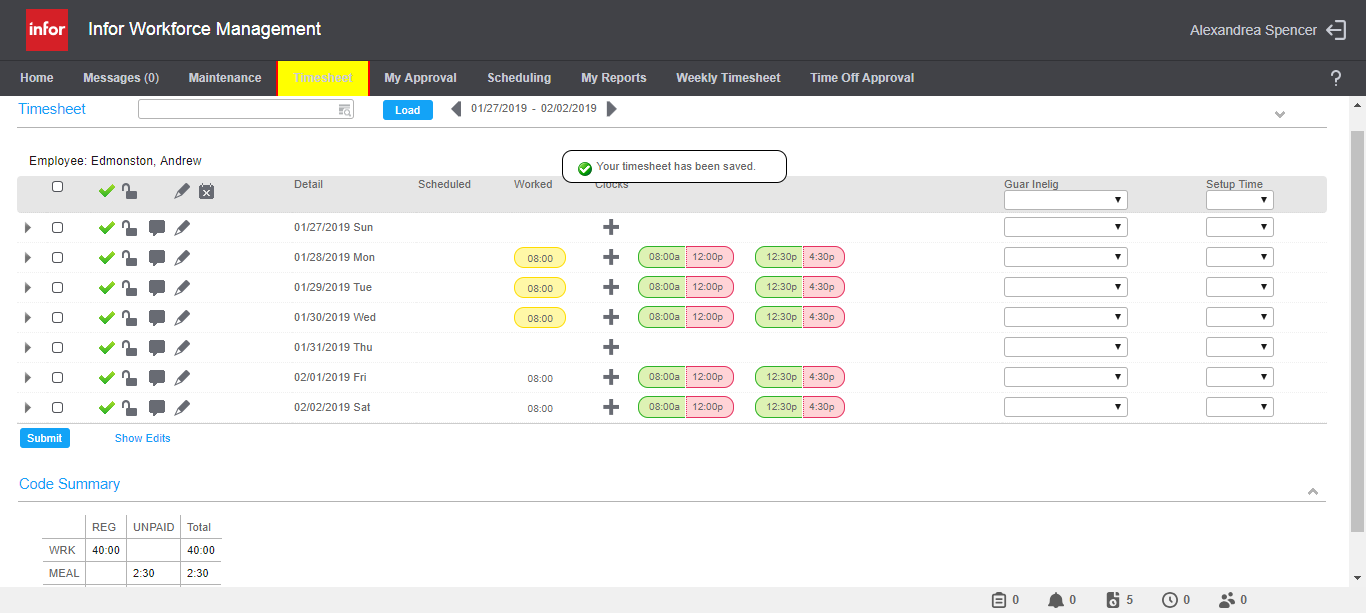 infor Infor Workforce Management Alexandrea Spencer
Home Messages (0) Maintenance Timesheet My Approval Scheduling My Reports Weekly Timesheet Time Off Approval ?
Timesheet Load 01/27/2019 - 02/02/2019
Employee: Edmonston, Andrew
Your timesheet has been saved.
Detail Scheduled Worked Clocks Guar Inelig Setup Time
01/27/2019 Sun
01/28/2019 Mon 08:00 08:00a 12:00p 12:30p 4:30p
01/29/2019 Tue 08:00 08:00a 12:00p 12:30p 4:30p
01/30/2019 Wed 08:00 08:00a 12:00p 12:30p 4:30p
01/31/2019 Thu
02/01/2019 Fri 08:00 08:00a 12:00p 12:30p 4:30p
02/02/2019 Sat 08:00 08:00a 12:00p 12:30p 4:30p
Submit Show Edits
Code Summary
REG UNPAID Total
WRK 40:00 40:00
MEAL 2:30 2:30
0 0 5 0 0